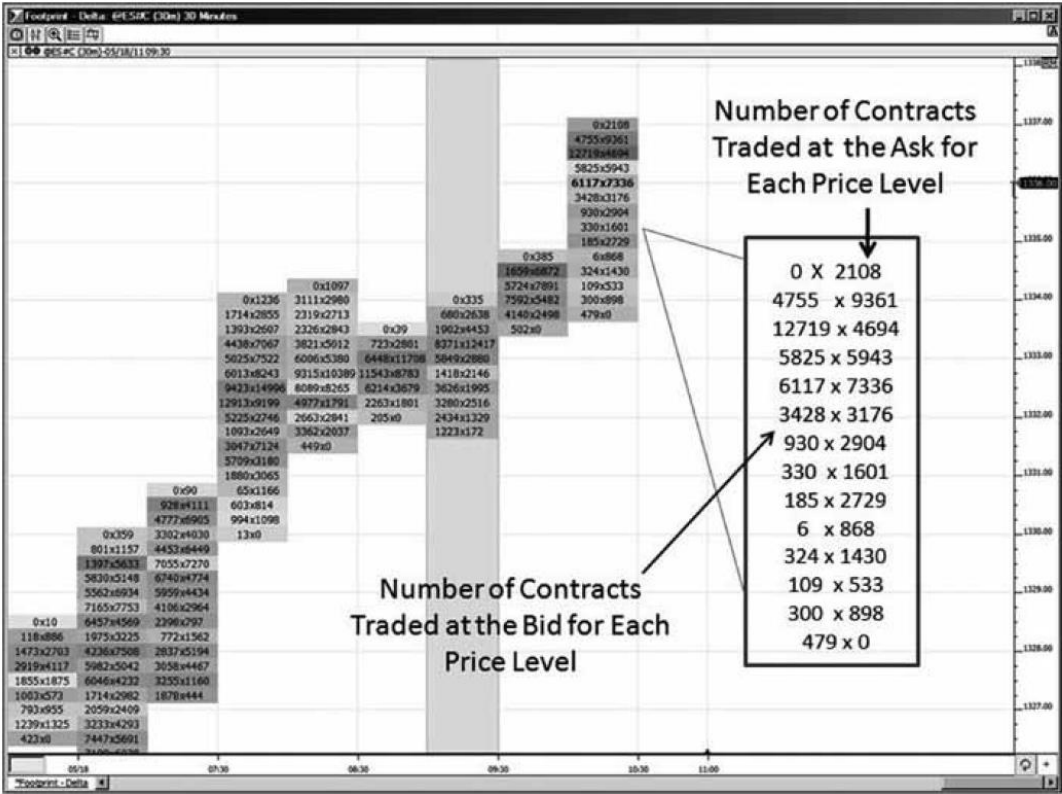 Footprint - Delta: @ES#C (30m) 30 Minutes
@ES#C (30m)-05/18/11 09:30
Number of Contracts
Traded at the Ask for
Each Price Level
0 X 2108
4755 x 9361
12719 x 4694
5825 x 5943
6117 x 7336
3428 x 3176
930 x 2904
330 x 1601
185 x 2729
6 x 868
324 x 1430
109 x 533
300 x 898
479 x 0
Number of Contracts
Traded at the Bid for Each
Price Level
0x10
118x886
1473x2703
2919x4117
1855x1875
1003x573
793x955
1239x1325
423x0
0x359
801x1157
1397x5633
5830x5148
5562x6934
7165x7753
6457x4569
1975x3225
4236x7508
5982x5042
6046x4232
1714x2982
2059x2409
3233x4293
7447x5691
0x90
928x4111
4777x6905
3302x4030
4453x6449
7055x7270
6740x4774
5959x4434
4106x2964
2398x797
772x1562
2837x5194
3058x4467
3255x1160
1878x444
0x1236
1714x2855
1393x2607
4438x7067
5025x7522
6013x8243
9423x14996
12913x9199
5225x2746
1093x2649
3047x7124
5709x3180
1880x3065
65x1166
603x814
994x1098
13x0
0x1097
3111x2980
2319x2713
2326x2843
3821x5012
6006x5380
9315x10389
8089x8265
4977x1791
2663x2841
3362x2037
449x0
0x39
723x2801
6448x11708
11543x8783
6214x3679
2263x1801
205x0
0x335
680x2638
1902x4453
8371x12417
5849x2880
1418x2146
3626x1995
3280x2516
2434x1329
1223x172
0x385
1659x6872
5724x7891
7592x5482
4140x2498
502x0
0x2108
4755x9361
12719x4694
5825x5943
6117x7336
3428x3176
930x2904
330x1601
185x2729
6x868
324x1430
109x533
300x898
479x0
1337.00
1335.00
1334.00
1333.00
1332.00
1331.00
1330.00
1329.00
1328.00
1327.00
05/18
07:30
08:30
09:30
10:30
11:00
*Footprint - Delta